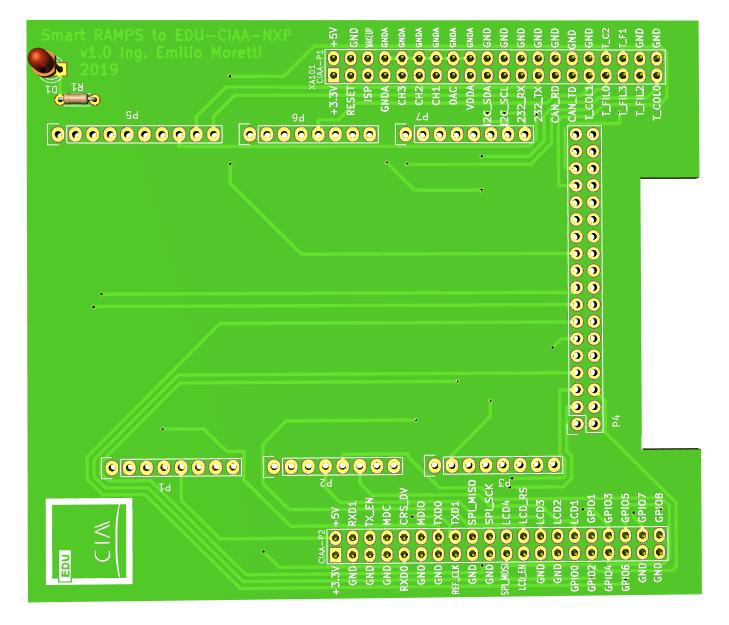 Smart RAMPS to EDU-CIAA-NXP
v1.0 Ing. Emilio Moretti
2019
D1
R1
XA101
CIAA-P1
+5V
GND
WAKEUP
GNDA
GNDA
GNDA
GNDA
GNDA
GNDA
GND
GND
GND
GND
GND
GND
T_C2
T_F1
GND
GND
+3.3V
RESET
ISP
GNDA
CH3
CH2
CH1
DAC
VDDA
I2C_SDA
I2C_SCL
232_RX
232_TX
CAN_RD
CAN_TD
T_COL1
T_FIL0
T_FIL3
T_FIL2
T_COL0
P5
P6
P7
P4
P1
P2
P3
CIAA-P2
+5V
RXD1
TX_EN
MDC
CRS_DV
MDIO
TXD0
TXD1
SPI_MISO
SPI_SCK
LCD4
LCD_RS
LCD3
LCD2
LCD1
GPIO1
GPIO3
GPIO5
GPIO7
GPIO8
+3.3V
GND
GND
GND
RXD0
GND
GND
REF_CLK
GND
GND
SPI_MOSI
LCD_EN
GND
GND
GPIO0
GPIO2
GPIO4
GPIO6
GND
GND
CIAA
EDU